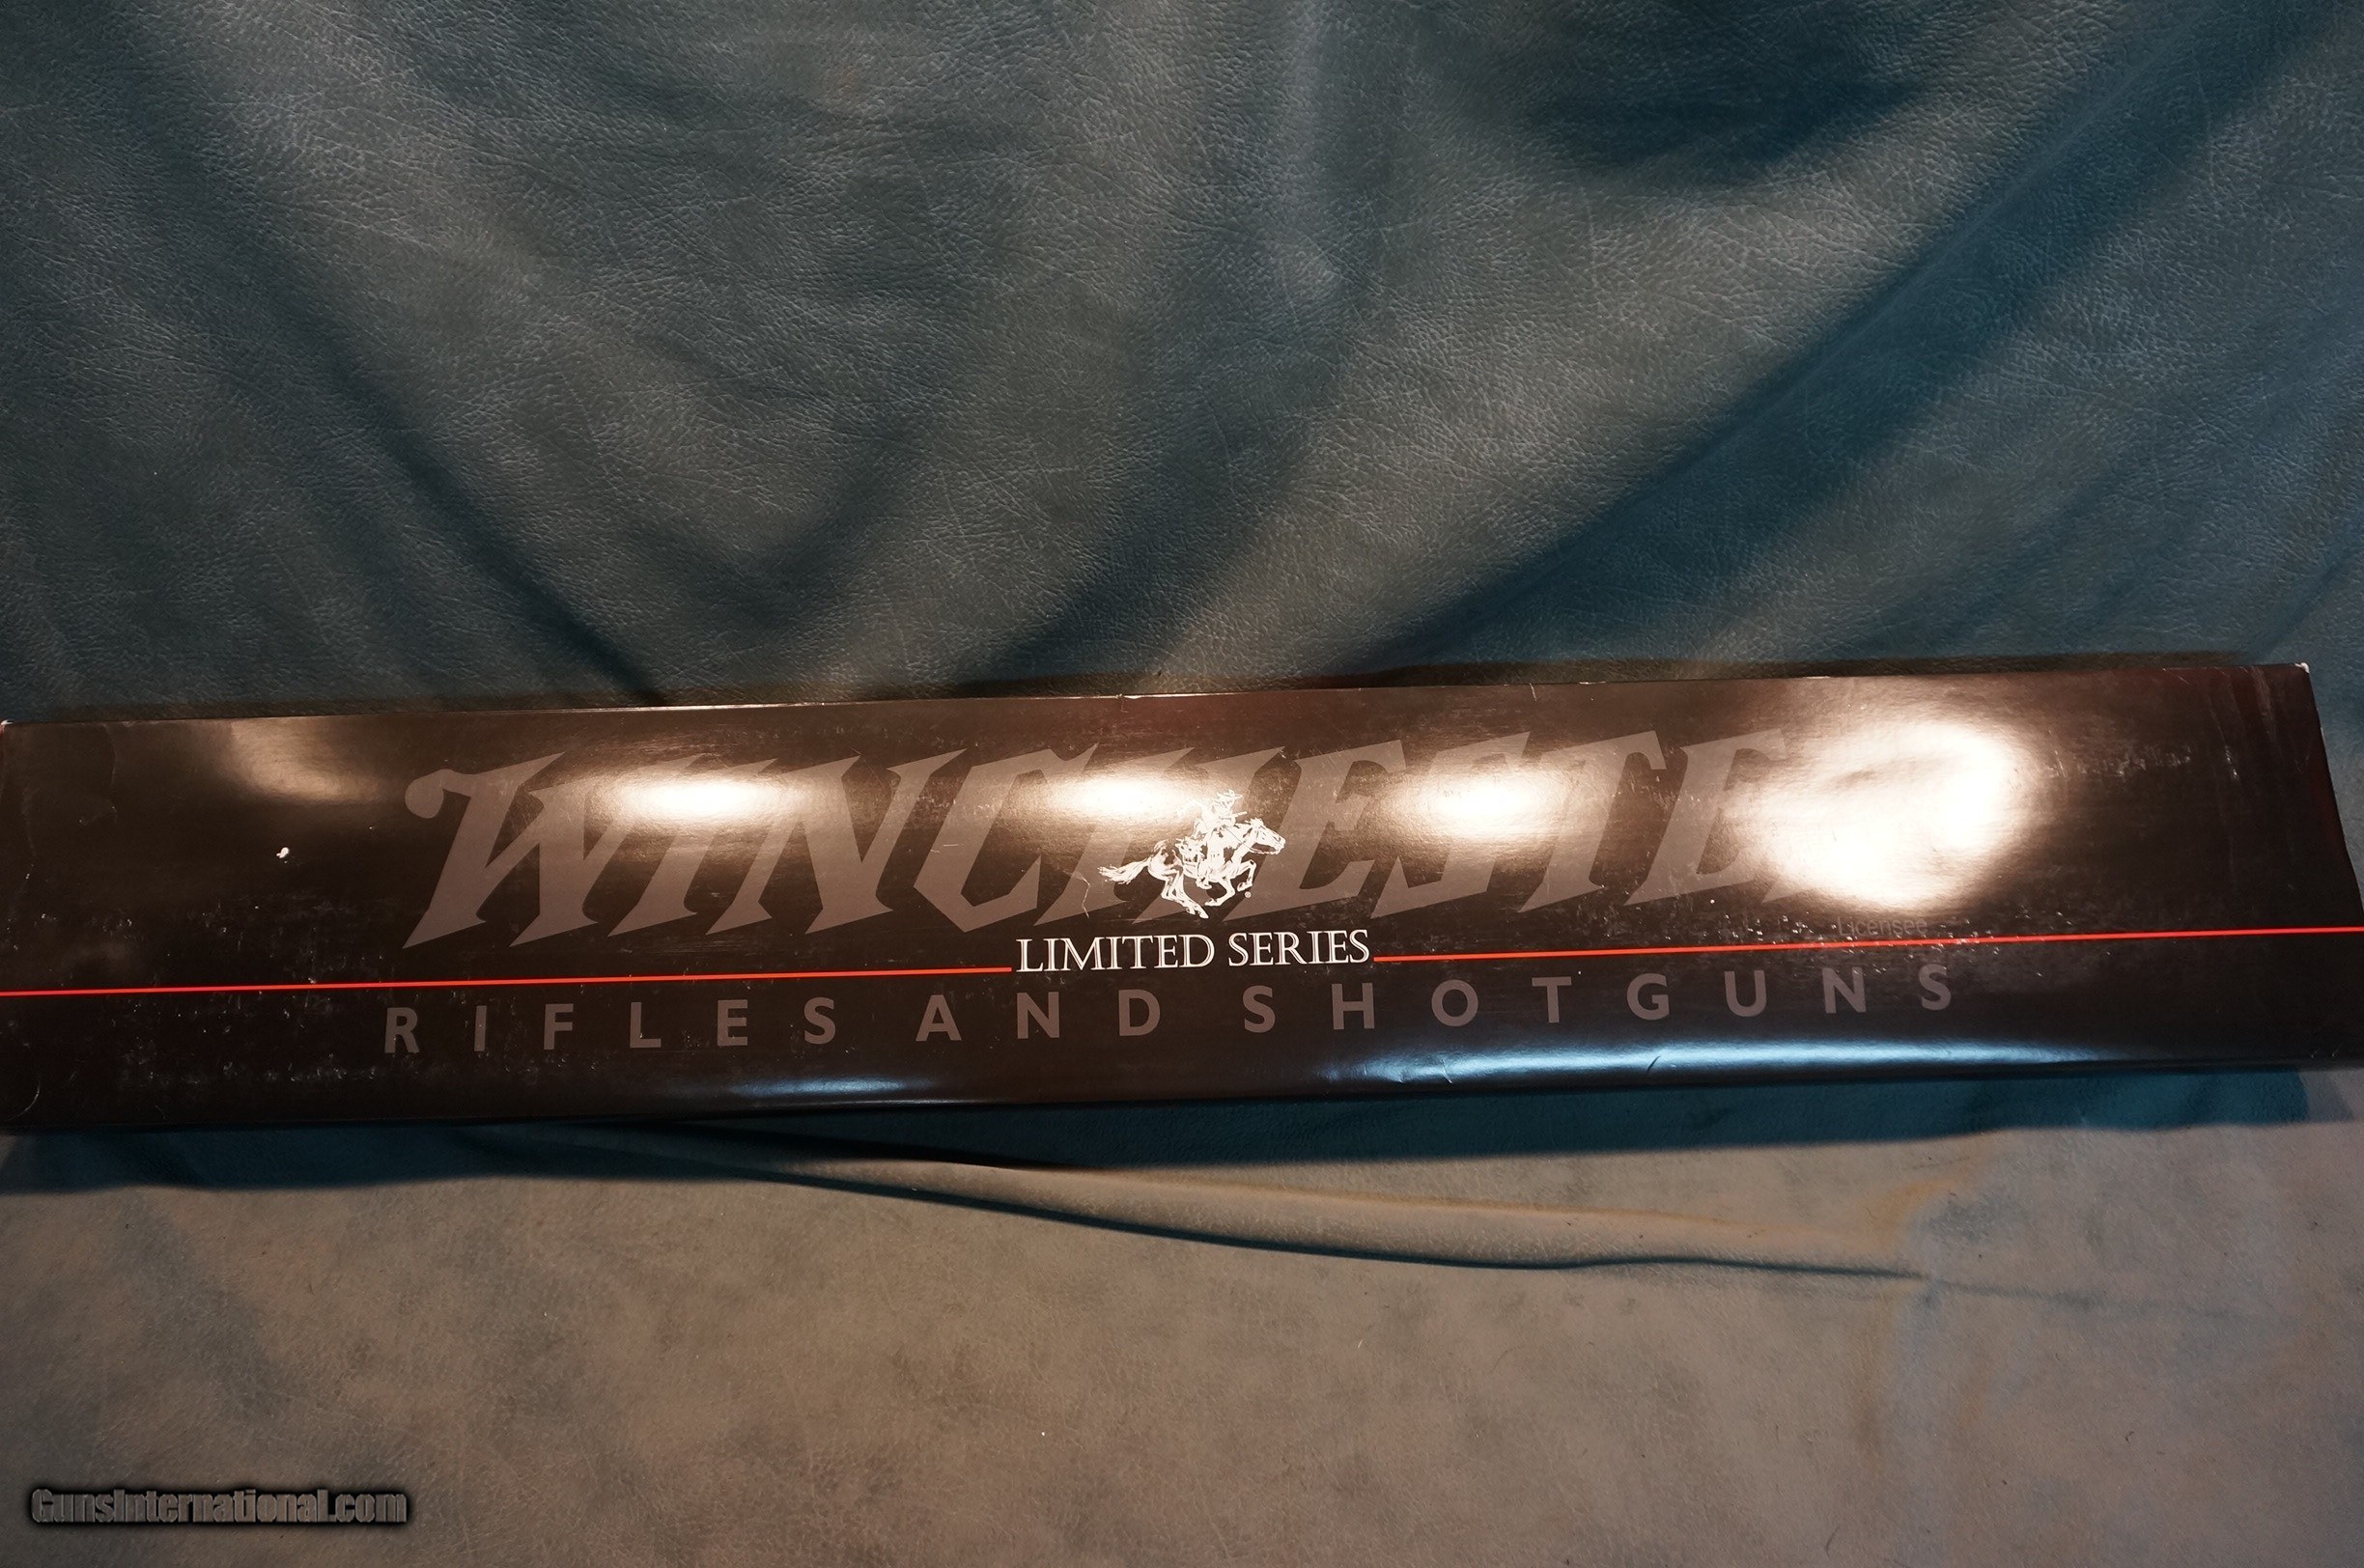 WINCHESTER
Licensee
LIMITED SERIES
RIFLES AND SHOTGUNS
GunsInternational.com